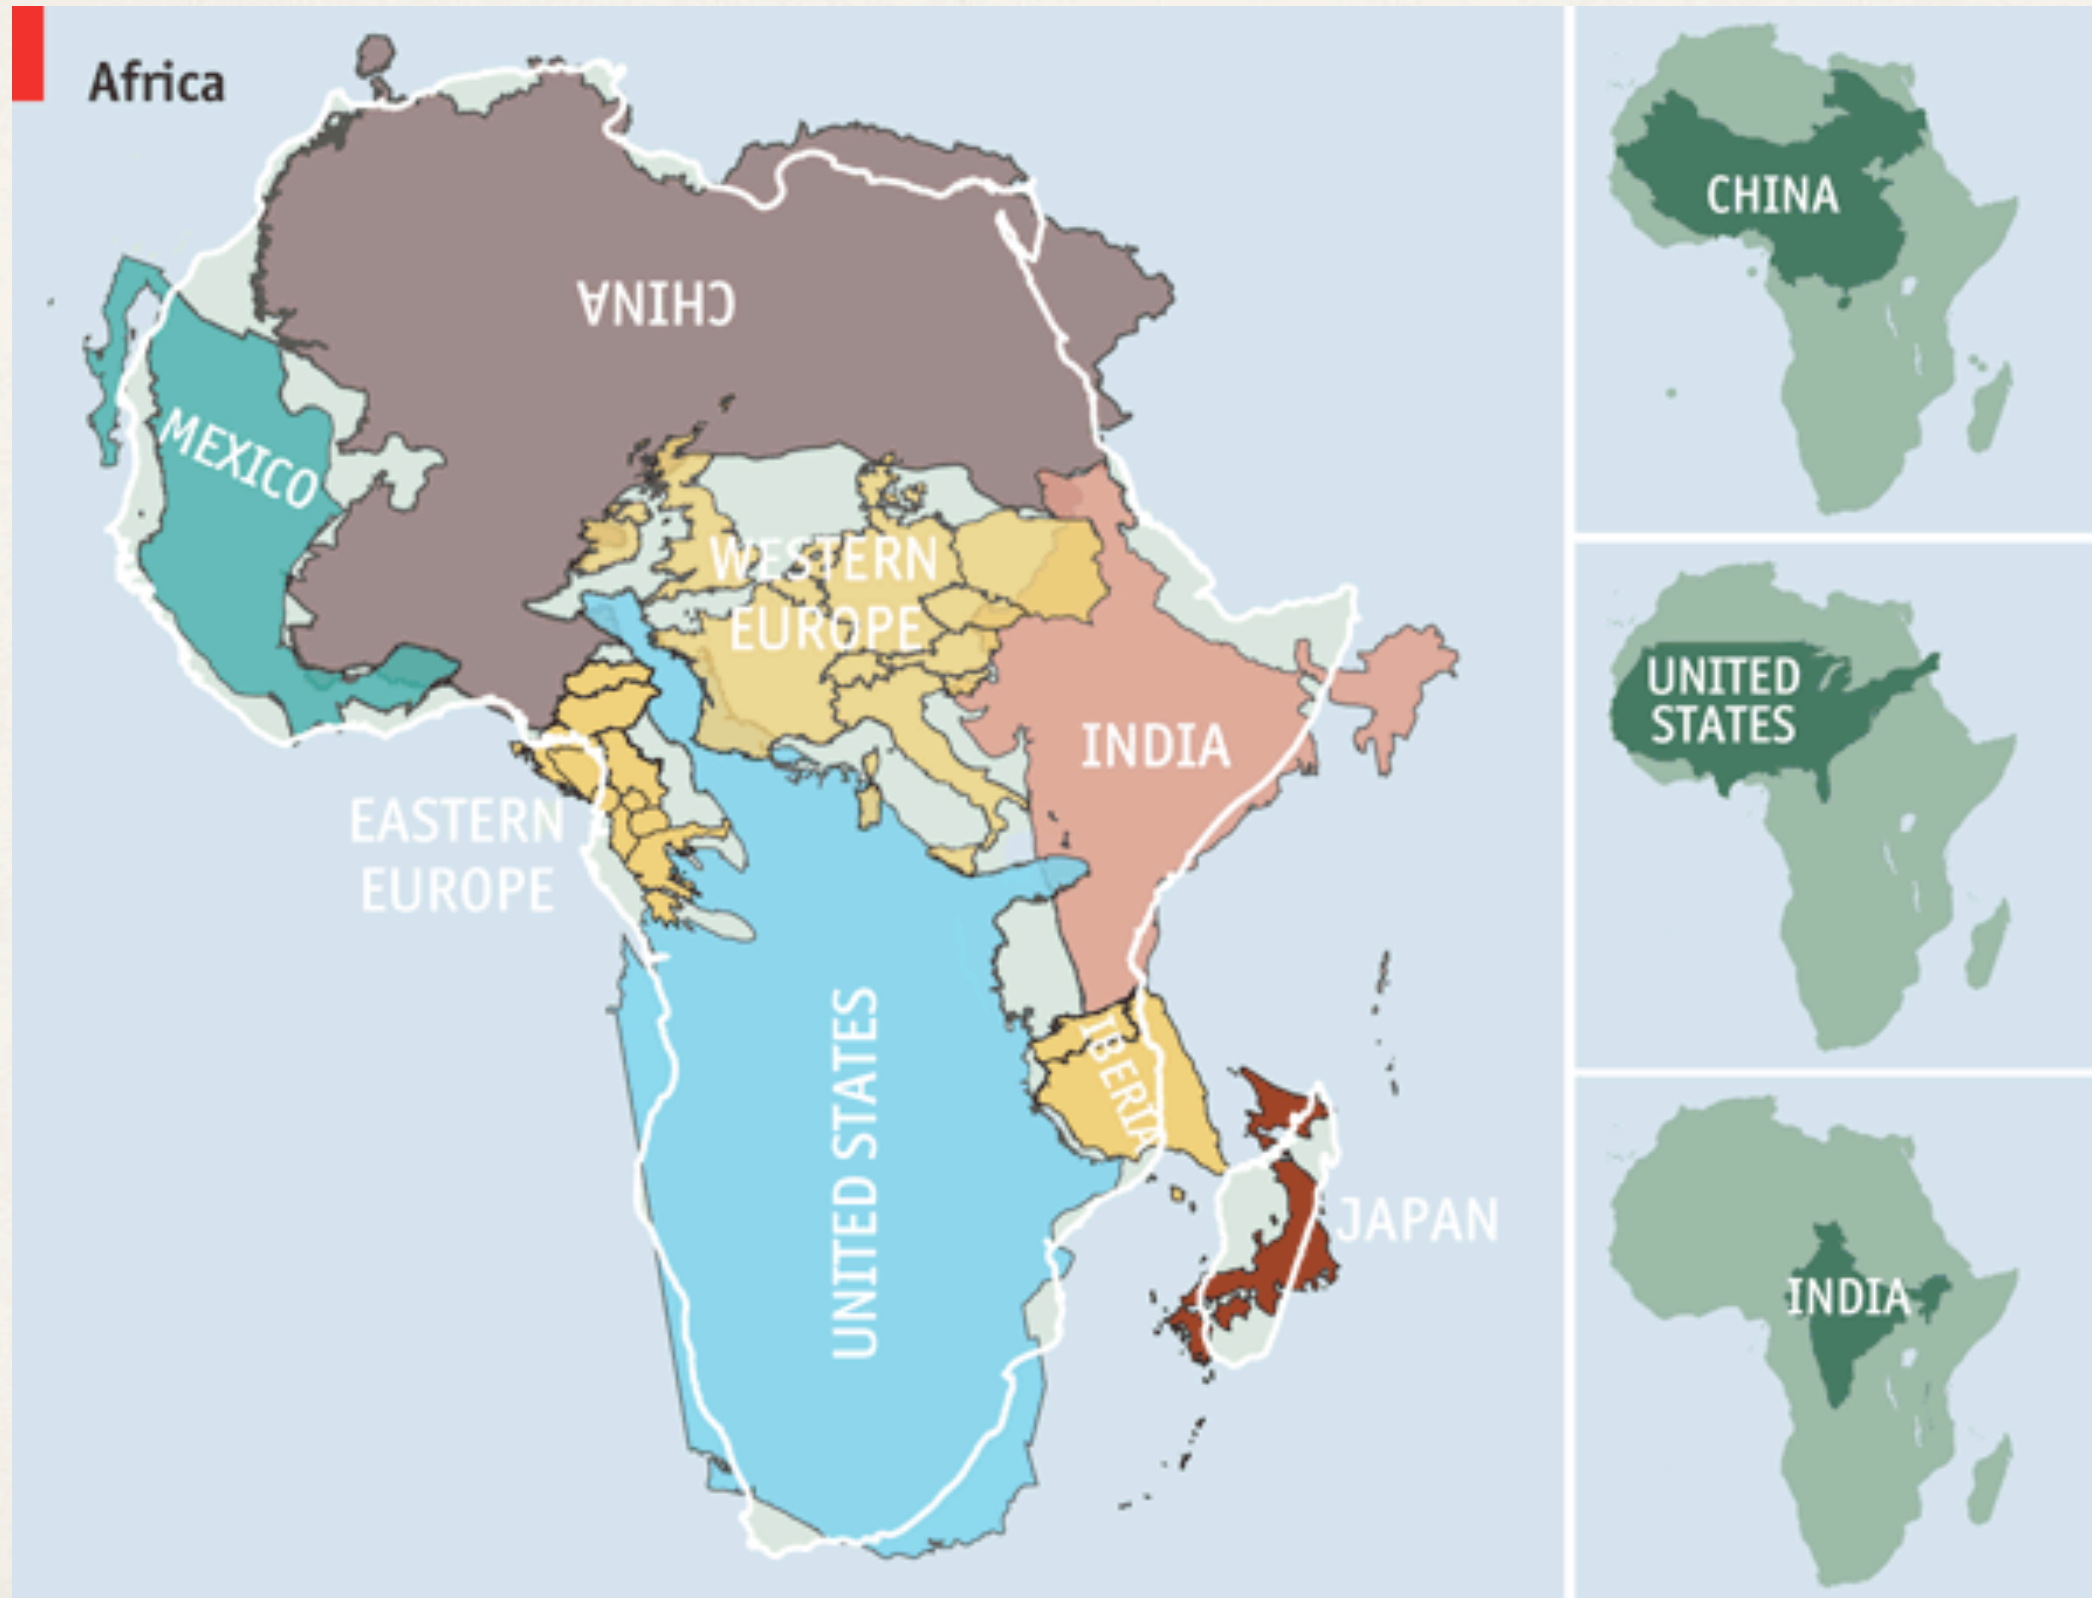 Africa
CHINA
MEXICO
WESTERN
EUROPE
INDIA
EASTERN
EUROPE
UNITED STATES
IBERIA
JAPAN
CHINA
UNITED
STATES
INDIA